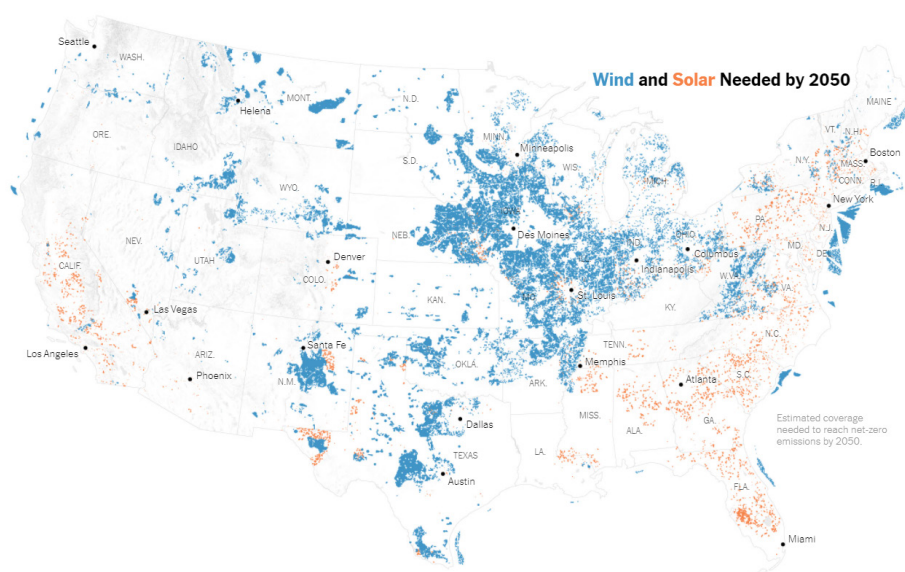 Wind and Solar Needed by 2050
Seattle
WASH.
MAINE
MONT.
N.D.
Helena
VT.
N.H.
ORE.
MINN.
Minneapolis
IDAHO
Boston
N.Y.
MASS.
S.D.
WIS.
MICH.
CONN.
R.I.
WYO.
New York
PA.
NEB.
Des Moines
N.J.
NEV.
OHIO
IND.
Columbus
MD.
DEL.
UTAH
Denver
Indianapolis
CALIF.
COLO.
W.VA.
VA.
KAN.
MO.
St. Louis
KY.
Las Vegas
N.C.
Los Angeles
Santa Fe
TENN.
ARIZ.
OKLA.
Memphis
S.C.
Phoenix
N.M.
ARK.
Atlanta
MISS.
GA.
Estimated coverage
needed to reach net-zero
emissions by 2050.
Dallas
ALA.
TEXAS
LA.
Austin
FLA.
Miami